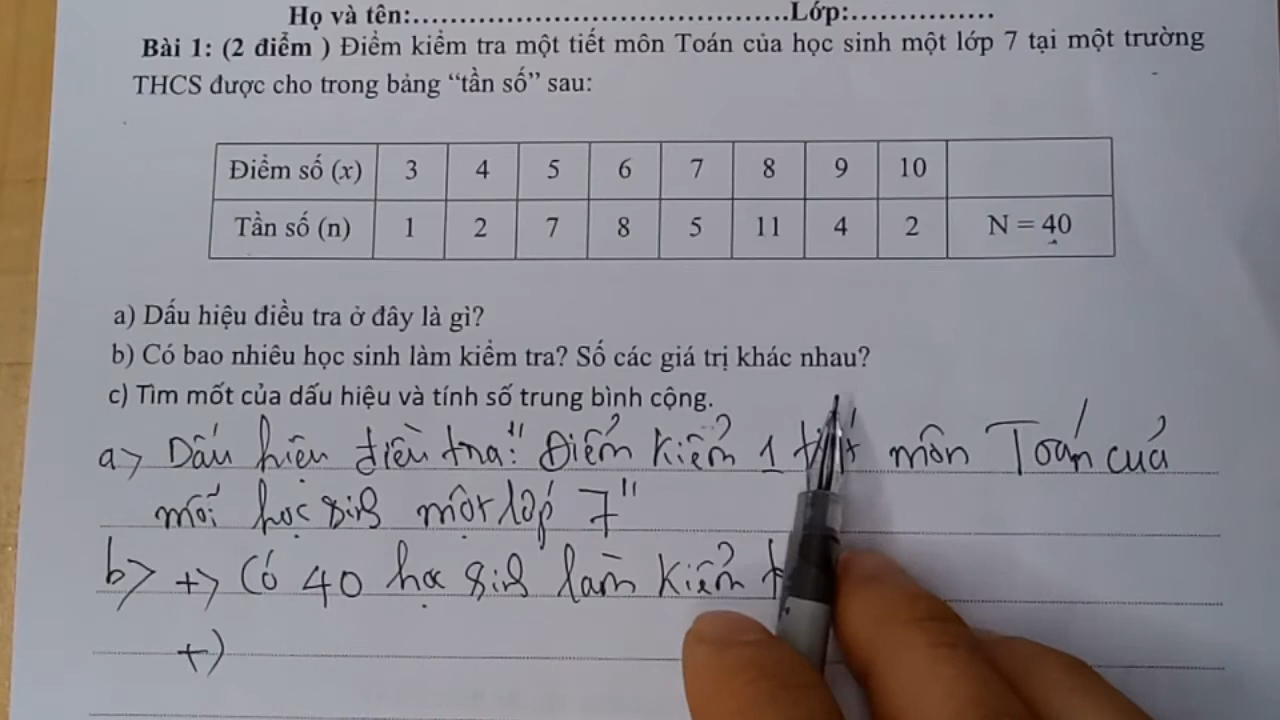 Họ và tên:..........................................Lớp:................
Bài 1: (2 điểm ) Điểm kiểm tra một tiết môn Toán của học sinh một lớp 7 tại một trường
THCS được cho trong bảng “tần số” sau:
Điểm số (x) 3 4 5 6 7 8 9 10
Tần số (n) 1 2 7 8 5 11 4 2 N = 40
a) Dấu hiệu điều tra ở đây là gì?
b) Có bao nhiêu học sinh làm kiểm tra? Số các giá trị khác nhau?
c) Tìm mốt của dấu hiệu và tính số trung bình cộng.
a> Dấu hiệu điều tra: "Điểm kiểm 1 môn Toán của
mỗi học sinh một lớp 7"
b> +> Có 40 học sinh làm kiểm
+)